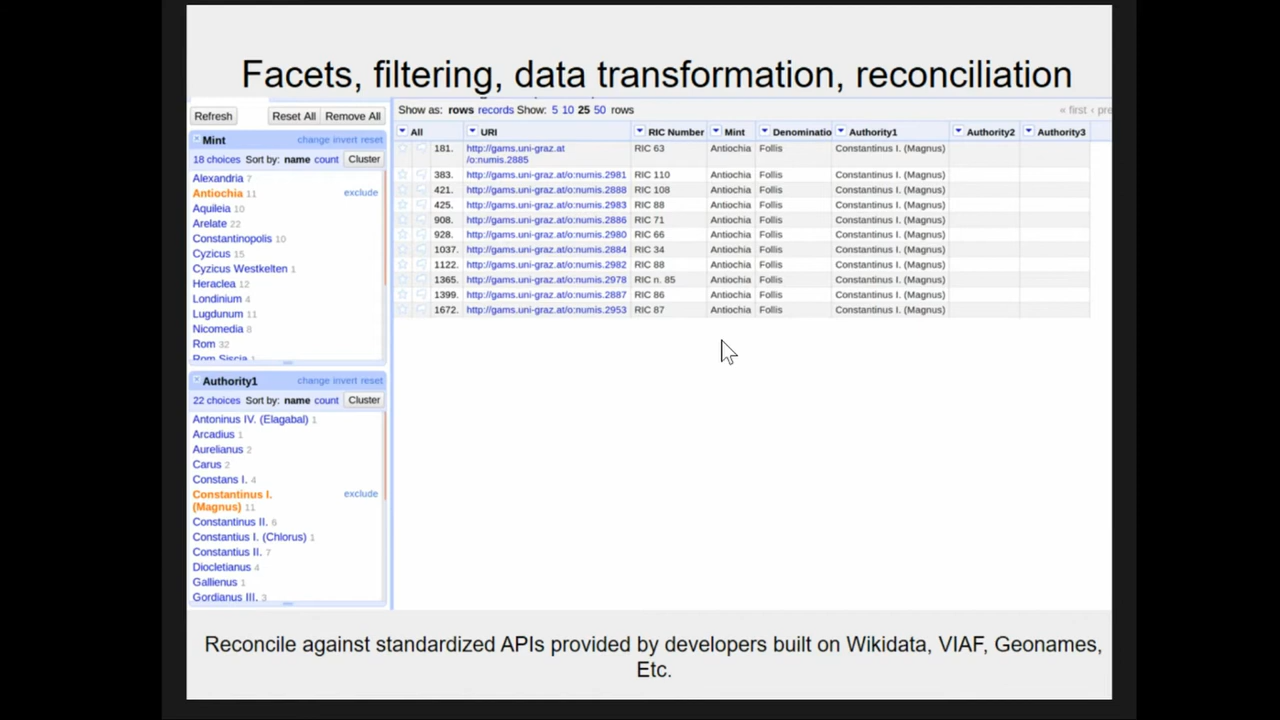 Facets, filtering, data transformation, reconciliation
Refresh Reset All Remove All
Mint change invert reset
18 choices Sort by: name count Cluster
Alexandria 7
Antiochia 11 exclude
Aquileia 10
Arelate 22
Constantinopolis 10
Cyzicus 15
Cyzicus Westkelten 1
Heraclea 12
Londinium 4
Lugdunum 11
Nicomedia 8
Rom 32
Rom Siscia 1
Authority1 change invert reset
22 choices Sort by: name count Cluster
Antoninus IV. (Elagabal) 1
Arcadius 1
Aurelianus 2
Carus 2
Constans I. 4
Constantinus I. exclude
(Magnus) 11
Constantinus II. 6
Constantius I. (Chlorus) 1
Constantius II. 7
Diocletianus 4
Gallienus 1
Gordianus III. 3
Show as: rows records Show: 5 10 25 50 rows « first ‹ pre
All URI RIC Number Mint Denominatio Authority1 Authority2 Authority3
181. http://gams.uni-graz.at RIC 63 Antiochia Follis Constantinus I. (Magnus)
/o:numis.2885
383. http://gams.uni-graz.at/o:numis.2981 RIC 110 Antiochia Follis Constantinus I. (Magnus)
421. http://gams.uni-graz.at/o:numis.2888 RIC 108 Antiochia Follis Constantinus I. (Magnus)
425. http://gams.uni-graz.at/o:numis.2983 RIC 88 Antiochia Follis Constantinus I. (Magnus)
908. http://gams.uni-graz.at/o:numis.2886 RIC 71 Antiochia Follis Constantinus I. (Magnus)
928. http://gams.uni-graz.at/o:numis.2980 RIC 66 Antiochia Follis Constantinus I. (Magnus)
1037. http://gams.uni-graz.at/o:numis.2884 RIC 34 Antiochia Follis Constantinus I. (Magnus)
1122. http://gams.uni-graz.at/o:numis.2982 RIC 88 Antiochia Follis Constantinus I. (Magnus)
1365. http://gams.uni-graz.at/o:numis.2978 RIC n. 85 Antiochia Follis Constantinus I. (Magnus)
1399. http://gams.uni-graz.at/o:numis.2887 RIC 86 Antiochia Follis Constantinus I. (Magnus)
1672. http://gams.uni-graz.at/o:numis.2953 RIC 87 Antiochia Follis Constantinus I. (Magnus)
Reconcile against standardized APIs provided by developers built on Wikidata, VIAF, Geonames,
Etc.